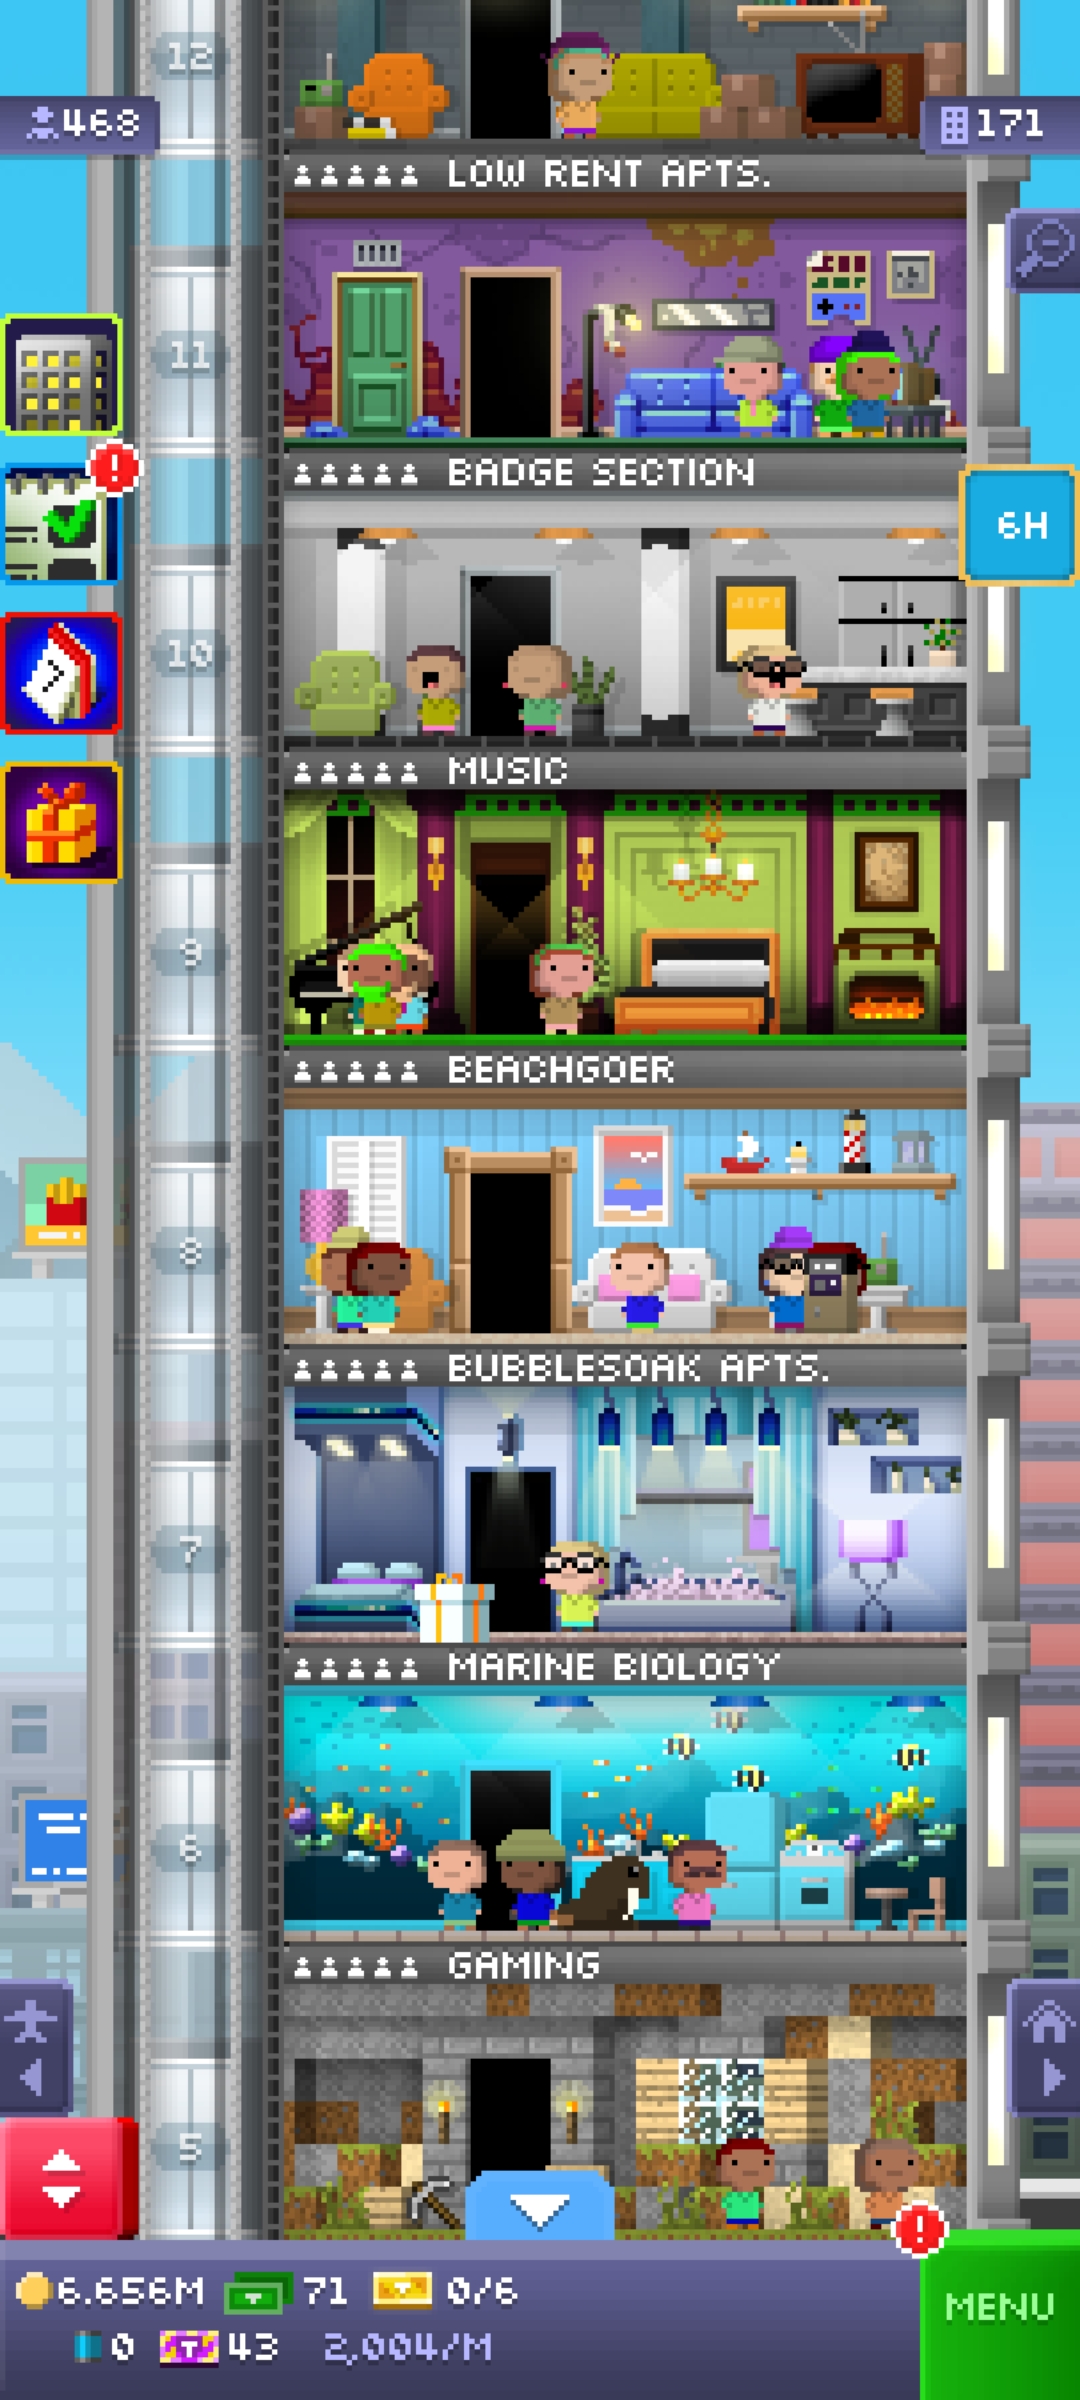 12
468
171
LOW RENT APTS.
11
BADGE SECTION
6H
10
MUSIC
9
BEACHGOER
8
BUBBLESOAK APTS.
7
MARINE BIOLOGY
6
GAMING
5
6.656M 71 0/6
0 T 43 2,004/M
MENU